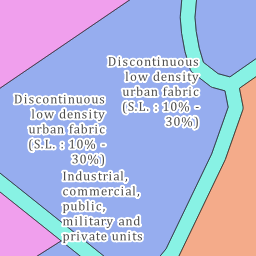 Discontinuous
low density
urban fabric
(S.L. : 10% -
30%)
Discontinuous
low density
urban fabric
(S.L. : 10% -
30%)
Industrial,
commercial,
public,
military and
private units